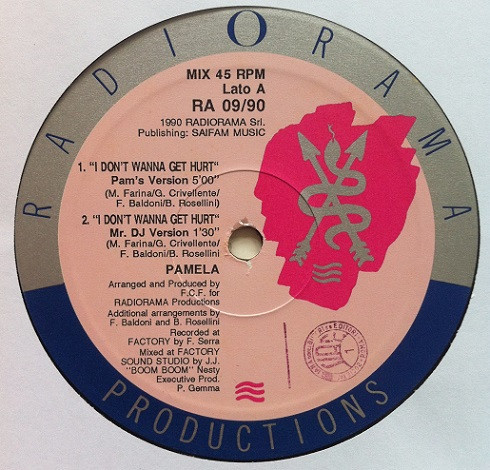 RADIORAMA
MIX 45 RPM
Lato A
RA 09/90
1990 RADIORAMA Srl.
Publishing: SAIFAM MUSIC
1. "I DON'T WANNA GET HURT"
Pam's Version 5'00"
(M. Farina/G. Crivellente/
F. Baldoni/B. Rosellini)
2. "I DON'T WANNA GET HURT"
Mr. DJ Version 1'30"
(M. Farina/G. Crivellente/
F. Baldoni/B. Rosellini)
PAMELA
Arranged and Produced by
F.C.F. for
RADIORAMA Productions
Additional arrangements by
F. Baldoni and B. Rosellini
Recorded at
FACTORY by F. Serra
Mixed at FACTORY
SOUND STUDIO by J.J.
"BOOM BOOM" Nesty
Executive Prod.
P. Gemma
PRODUCTIONS